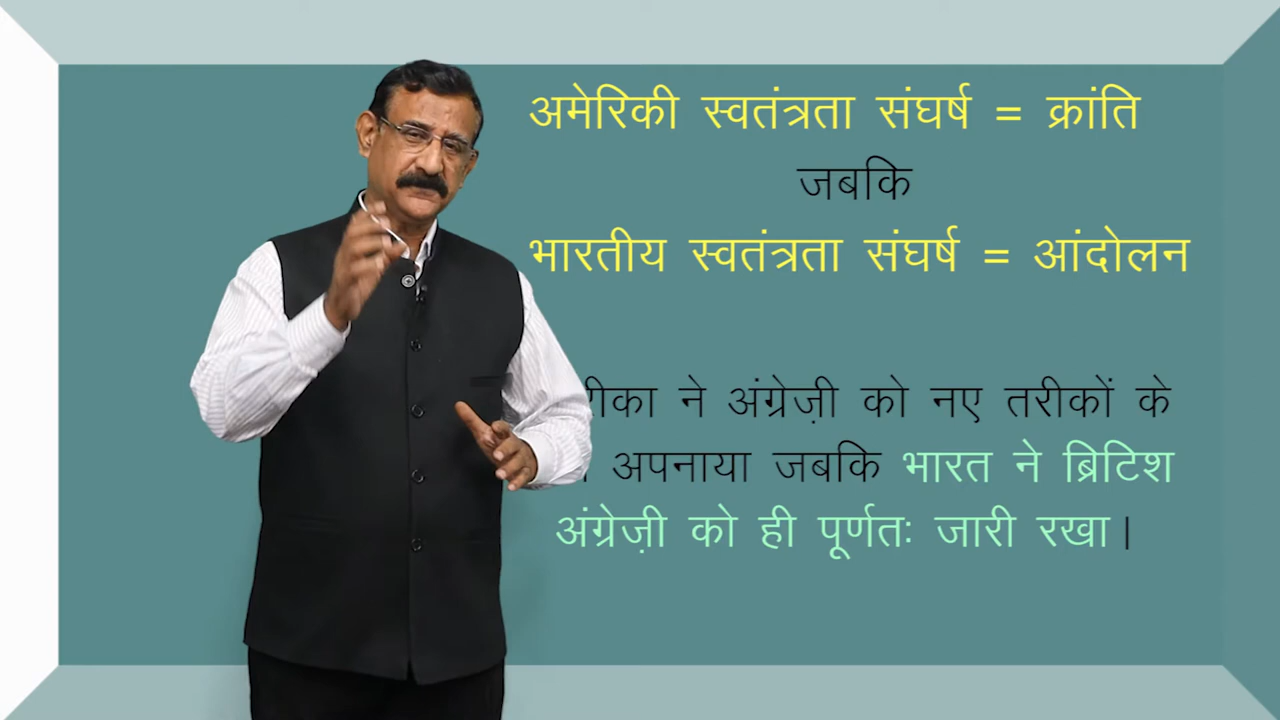 अमेरिकी स्वतंत्रता संघर्ष = क्रांति
जबकि
भारतीय स्वतंत्रता संघर्ष = आंदोलन
ने अंग्रेज़ी को नए तरीकों के
अपनाया जबकि भारत ने ब्रिटिश
अंग्रेज़ी को ही पूर्णतः जारी रखा।